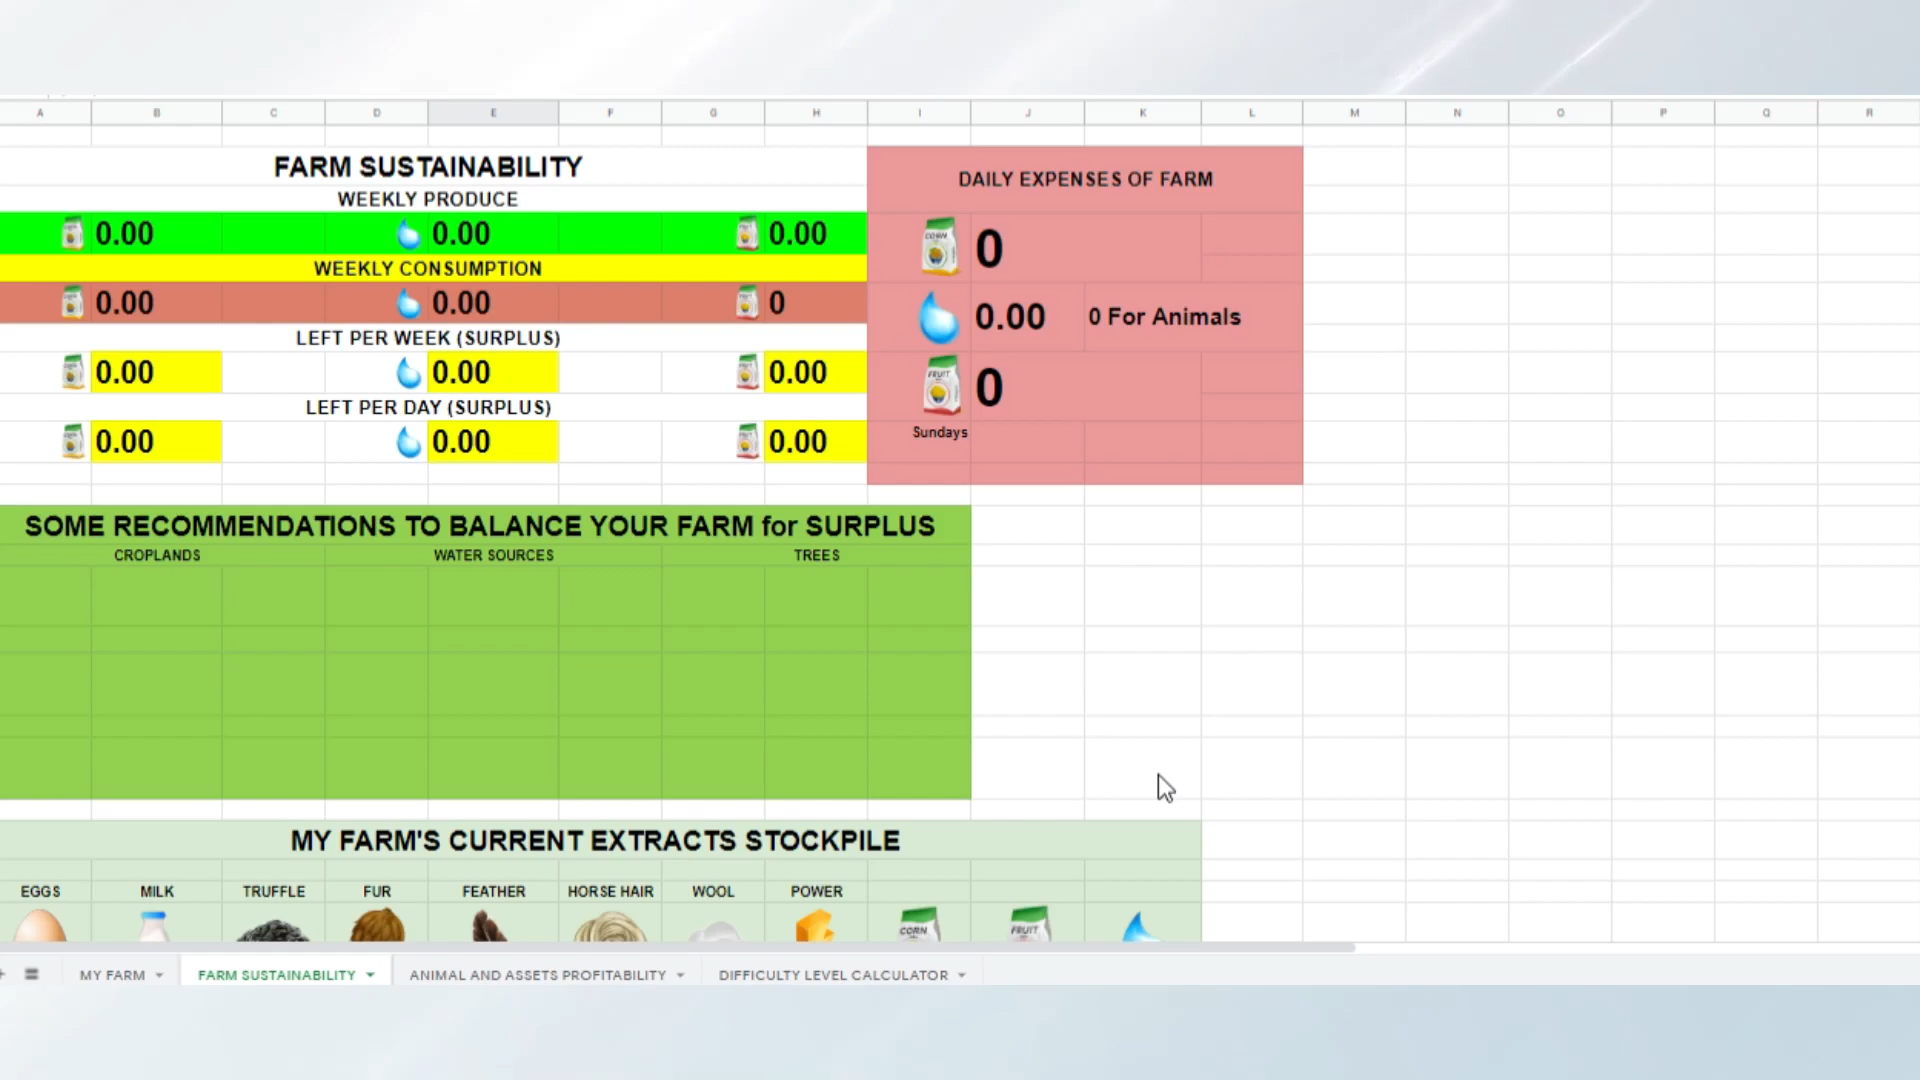 A B C D E F G H I J K L M N O P Q R
FARM SUSTAINABILITY
WEEKLY PRODUCE
0.00 0.00 0.00
WEEKLY CONSUMPTION
0.00 0.00 0
LEFT PER WEEK (SURPLUS)
0.00 0.00 0.00
LEFT PER DAY (SURPLUS)
0.00 0.00 0.00
DAILY EXPENSES OF FARM
CORN 0
0.00 0 For Animals
FRUIT 0
Sundays
SOME RECOMMENDATIONS TO BALANCE YOUR FARM for SURPLUS
CROPLANDS WATER SOURCES TREES
MY FARM'S CURRENT EXTRACTS STOCKPILE
EGGS MILK TRUFFLE FUR FEATHER HORSE HAIR WOOL POWER
CORN FRUIT
MY FARM FARM SUSTAINABILITY ANIMAL AND ASSETS PROFITABILITY DIFFICULTY LEVEL CALCULATOR